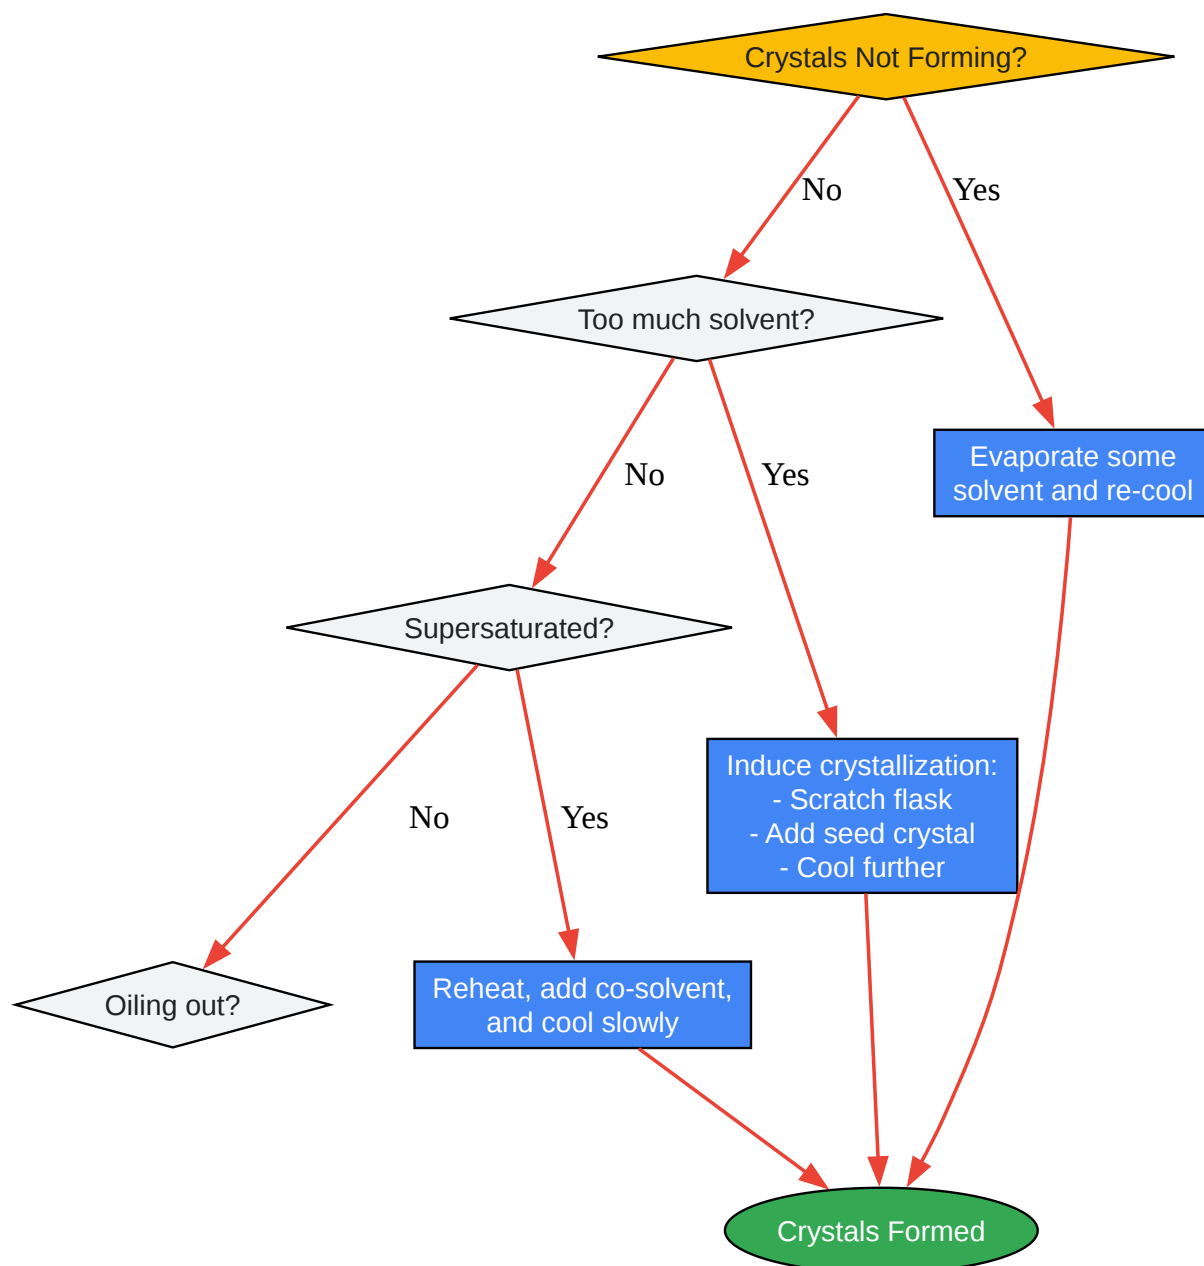 Crystals Not Forming?
No
Yes
Too much solvent?
Evaporate some
solvent and re-cool
No
Yes
Supersaturated?
Induce crystallization:
- Scratch flask
- Add seed crystal
- Cool further
No
Yes
Oiling out?
Reheat, add co-solvent,
and cool slowly
Crystals Formed